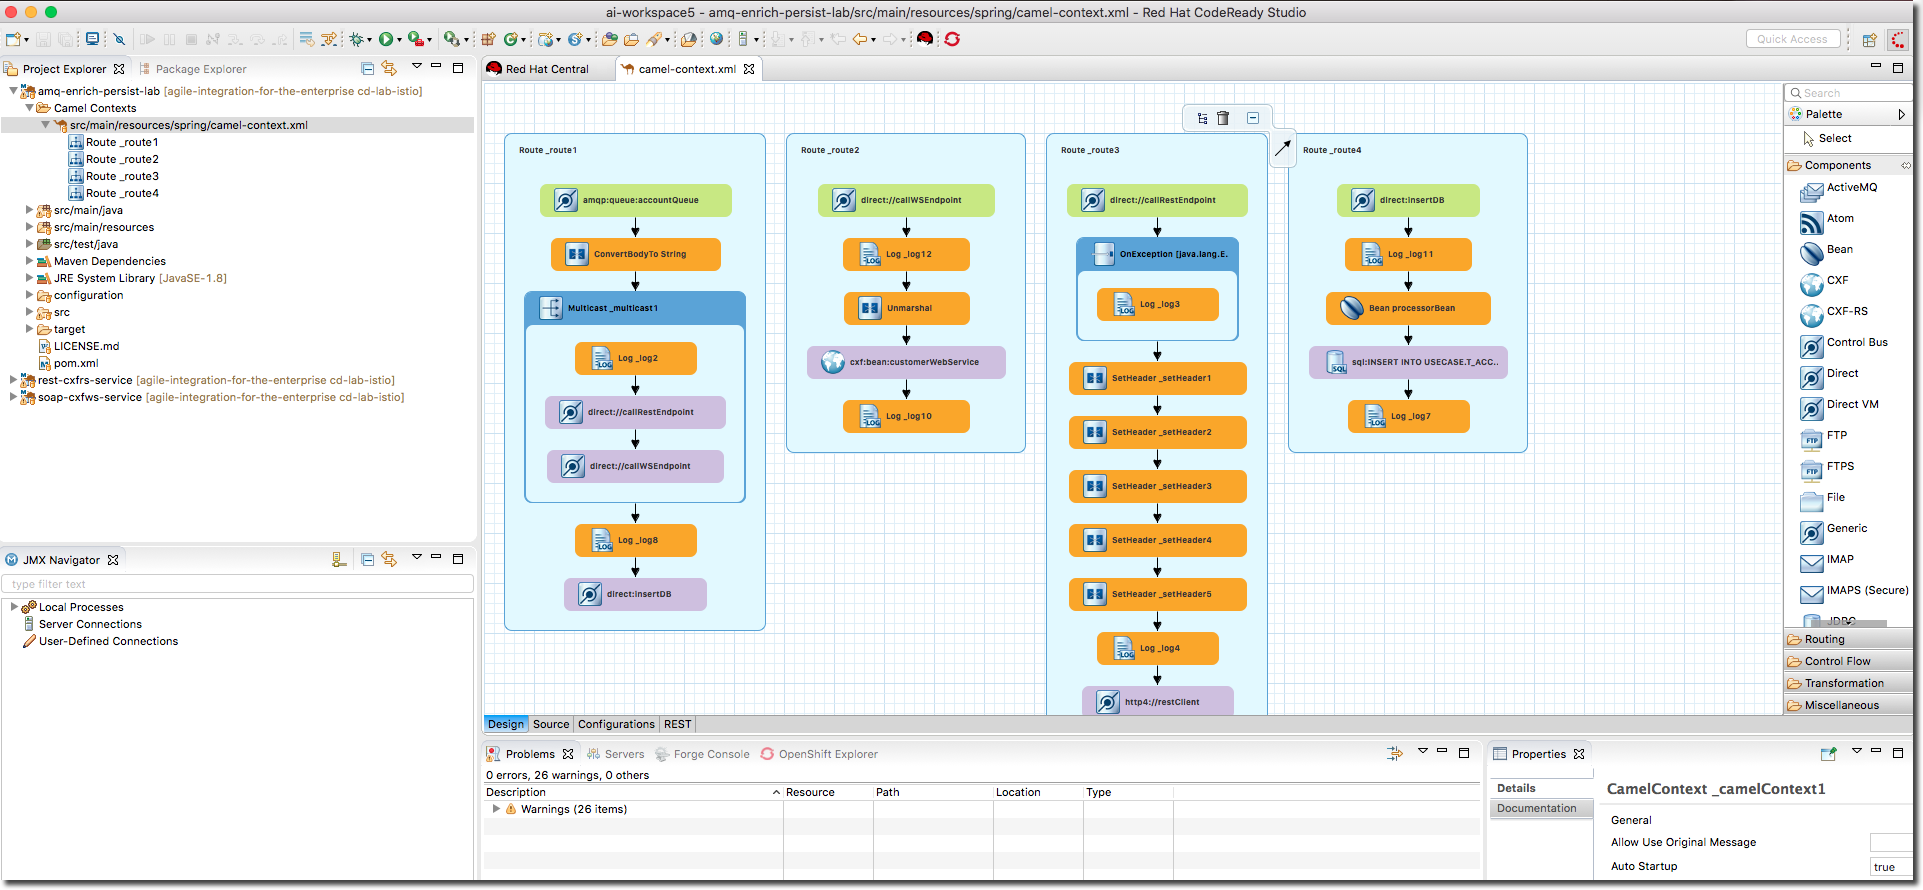 ai-workspace5 - amq-enrich-persist-lab/src/main/resources/spring/camel-context.xml - Red Hat CodeReady Studio
Quick Access
Project Explorer
Package Explorer
amq-enrich-persist-lab [agile-integration-for-the-enterprise cd-lab-istio]
Camel Contexts
src/main/resources/spring/camel-context.xml
Route _route1
Route _route2
Route _route3
Route _route4
src/main/java
src/main/resources
src/test/java
Maven Dependencies
JRE System Library [JavaSE-1.8]
configuration
src
target
LICENSE.md
pom.xml
rest-cxfrs-service [agile-integration-for-the-enterprise cd-lab-istio]
soap-cxfws-service [agile-integration-for-the-enterprise cd-lab-istio]
JMX Navigator
type filter text
Local Processes
Server Connections
User-Defined Connections
Red Hat Central
camel-context.xml
Route _route1
amqp:queue:accountQueue
ConvertBodyTo String
Multicast _multicast1
Log _log2
LOG
direct://callRestEndpoint
direct://callWSEndpoint
Log _log8
LOG
direct:insertDB
Route _route2
direct://callWSEndpoint
Log _log12
LOG
Unmarshal
cxf:bean:customerWebService
Log _log10
LOG
Route _route3
direct://callRestEndpoint
OnException [java.lang.E.
Log _log3
LOG
SetHeader _setHeader1
SetHeader _setHeader2
SetHeader _setHeader3
SetHeader _setHeader4
SetHeader _setHeader5
Log _log4
LOG
http4://restClient
Route _route4
direct:insertDB
Log _log11
LOG
Bean processorBean
sql:INSERT INTO USECASE.T_ACC..
SQL
Log _log7
LOG
Design
Source
Configurations
REST
Search
Palette
Select
Components
ActiveMQ
Atom
Bean
CXF
CXF-RS
Control Bus
Direct
Direct VM
FTP
FTP
FTPS
FTP
File
Generic
IMAP
IMAPS (Secure)
JDBC
Routing
Control Flow
Transformation
Miscellaneous
Problems
Servers
Forge Console
OpenShift Explorer
0 errors, 26 warnings, 0 others
Description
Resource
Path
Location
Type
Warnings (26 items)
Properties
Details
Documentation
CamelContext _camelContext1
General
Allow Use Original Message
Auto Startup
true